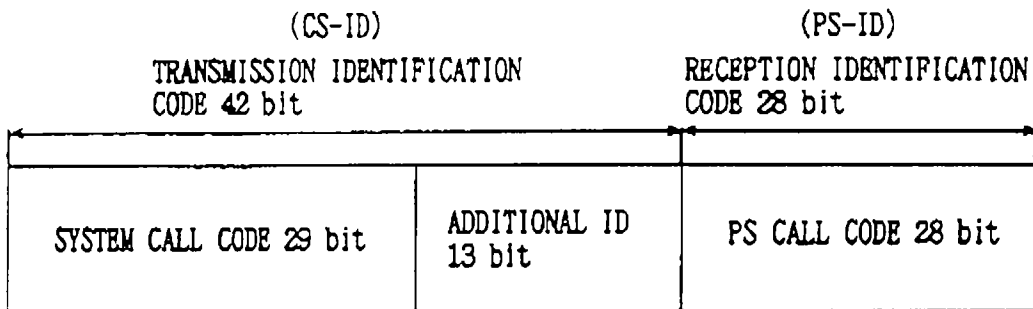 (CS-ID)
TRANSMISSION IDENTIFICATION
CODE 42 bit
(PS-ID)
RECEPTION IDENTIFICATION
CODE 28 bit
SYSTEM CALL CODE 29 bit
ADDITIONAL ID
13 bit
PS CALL CODE 28 bit